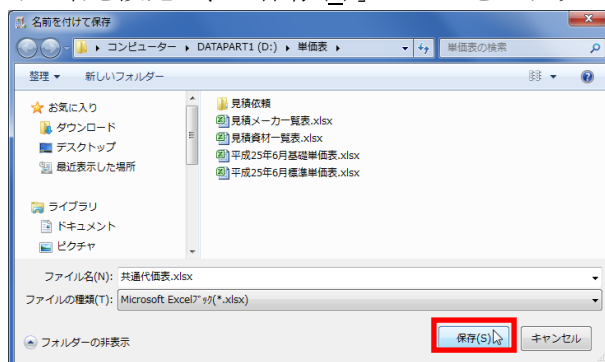 名前を付けて保存
コンピューター ▸ DATAPART1 (D:) ▸ 単価表 ▸
単価表の検索
整理 ▼ 新しいフォルダー
お気に入り
ダウンロード
デスクトップ
最近表示した場所
ライブラリ
ドキュメント
ピクチャ
見積依頼
見積メーカ一覧表.xlsx
見積資材一覧表.xlsx
平成25年6月基礎単価表.xlsx
平成25年6月標準単価表.xlsx
ファイル名(N): 共通代価表.xlsx
ファイルの種類(T): Microsoft Excelブック(*.xlsx)
フォルダーの非表示
保存(S)
キャンセル